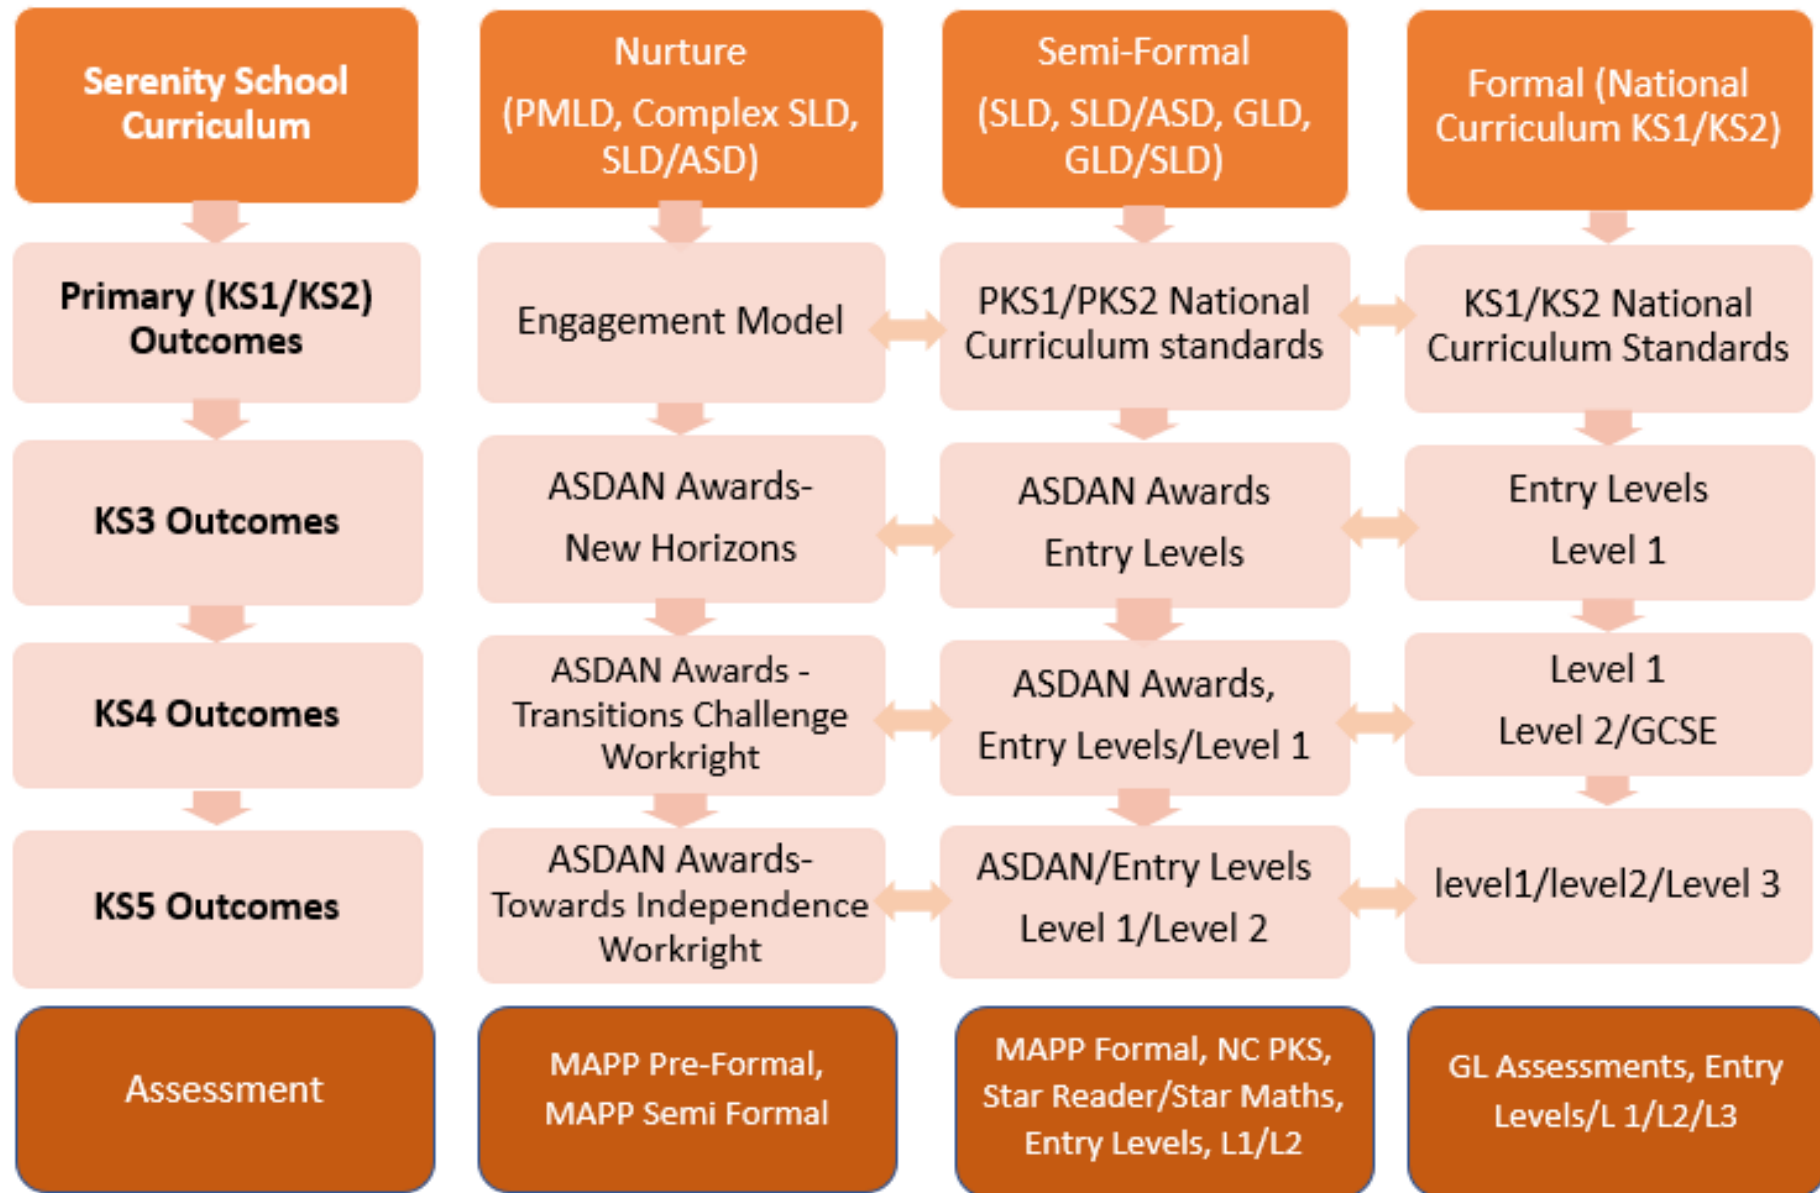 Serenity School
Curriculum
Nurture
(PMLD, Complex SLD,
SLD/ASD)
Semi-Formal
(SLD, SLD/ASD, GLD,
GLD/SLD)
Formal (National
Curriculum KS1/KS2)
Primary (KS1/KS2)
Outcomes
Engagement Model
PKS1/PKS2 National
Curriculum standards
KS1/KS2 National
Curriculum Standards
KS3 Outcomes
ASDAN Awards-
New Horizons
ASDAN Awards
Entry Levels
Entry Levels
Level 1
KS4 Outcomes
ASDAN Awards -
Transitions Challenge
Workright
ASDAN Awards,
Entry Levels/Level 1
Level 1
Level 2/GCSE
KS5 Outcomes
ASDAN Awards-
Towards Independence
Workright
ASDAN/Entry Levels
Level 1/Level 2
level1/level2/Level 3
Assessment
MAPP Pre-Formal,
MAPP Semi Formal
MAPP Formal, NC PKS,
Star Reader/Star Maths,
Entry Levels, L1/L2
GL Assessments, Entry
Levels/L 1/L2/L3